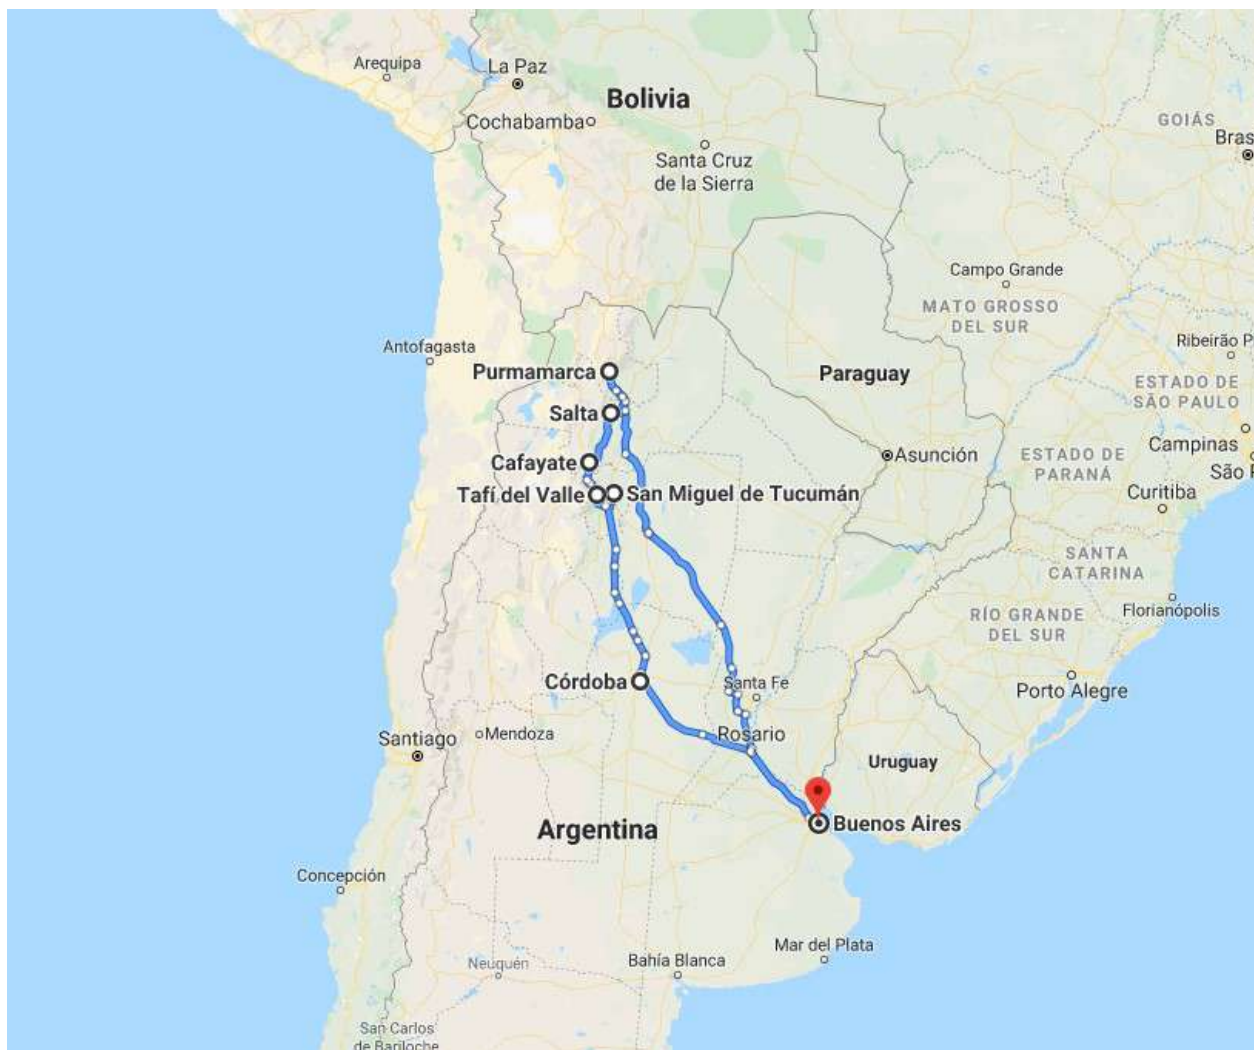 Arequipa
La Paz
Bolivia
Cochabamba
Santa Cruz
de la Sierra
GOIÁS
Bras
Campo Grande
MATO GROSSO
DEL SUR
Antofagasta
Purmamarca
Paraguay
Ribeirão P
ESTADO DE
SÃO PAULO
Salta
Campinas
Cafayate
Asunción
ESTADO DE
PARANÁ
São P
Tafí del Valle
San Miguel de Tucumán
Curitiba
SANTA
CATARINA
Florianópolis
RÍO GRANDE
DEL SUR
Córdoba
Santa Fe
Porto Alegre
Santiago
Mendoza
Rosario
Uruguay
Argentina
Buenos Aires
Concepción
Mar del Plata
Bahía Blanca
Neuquén
San Carlos
de Bariloche